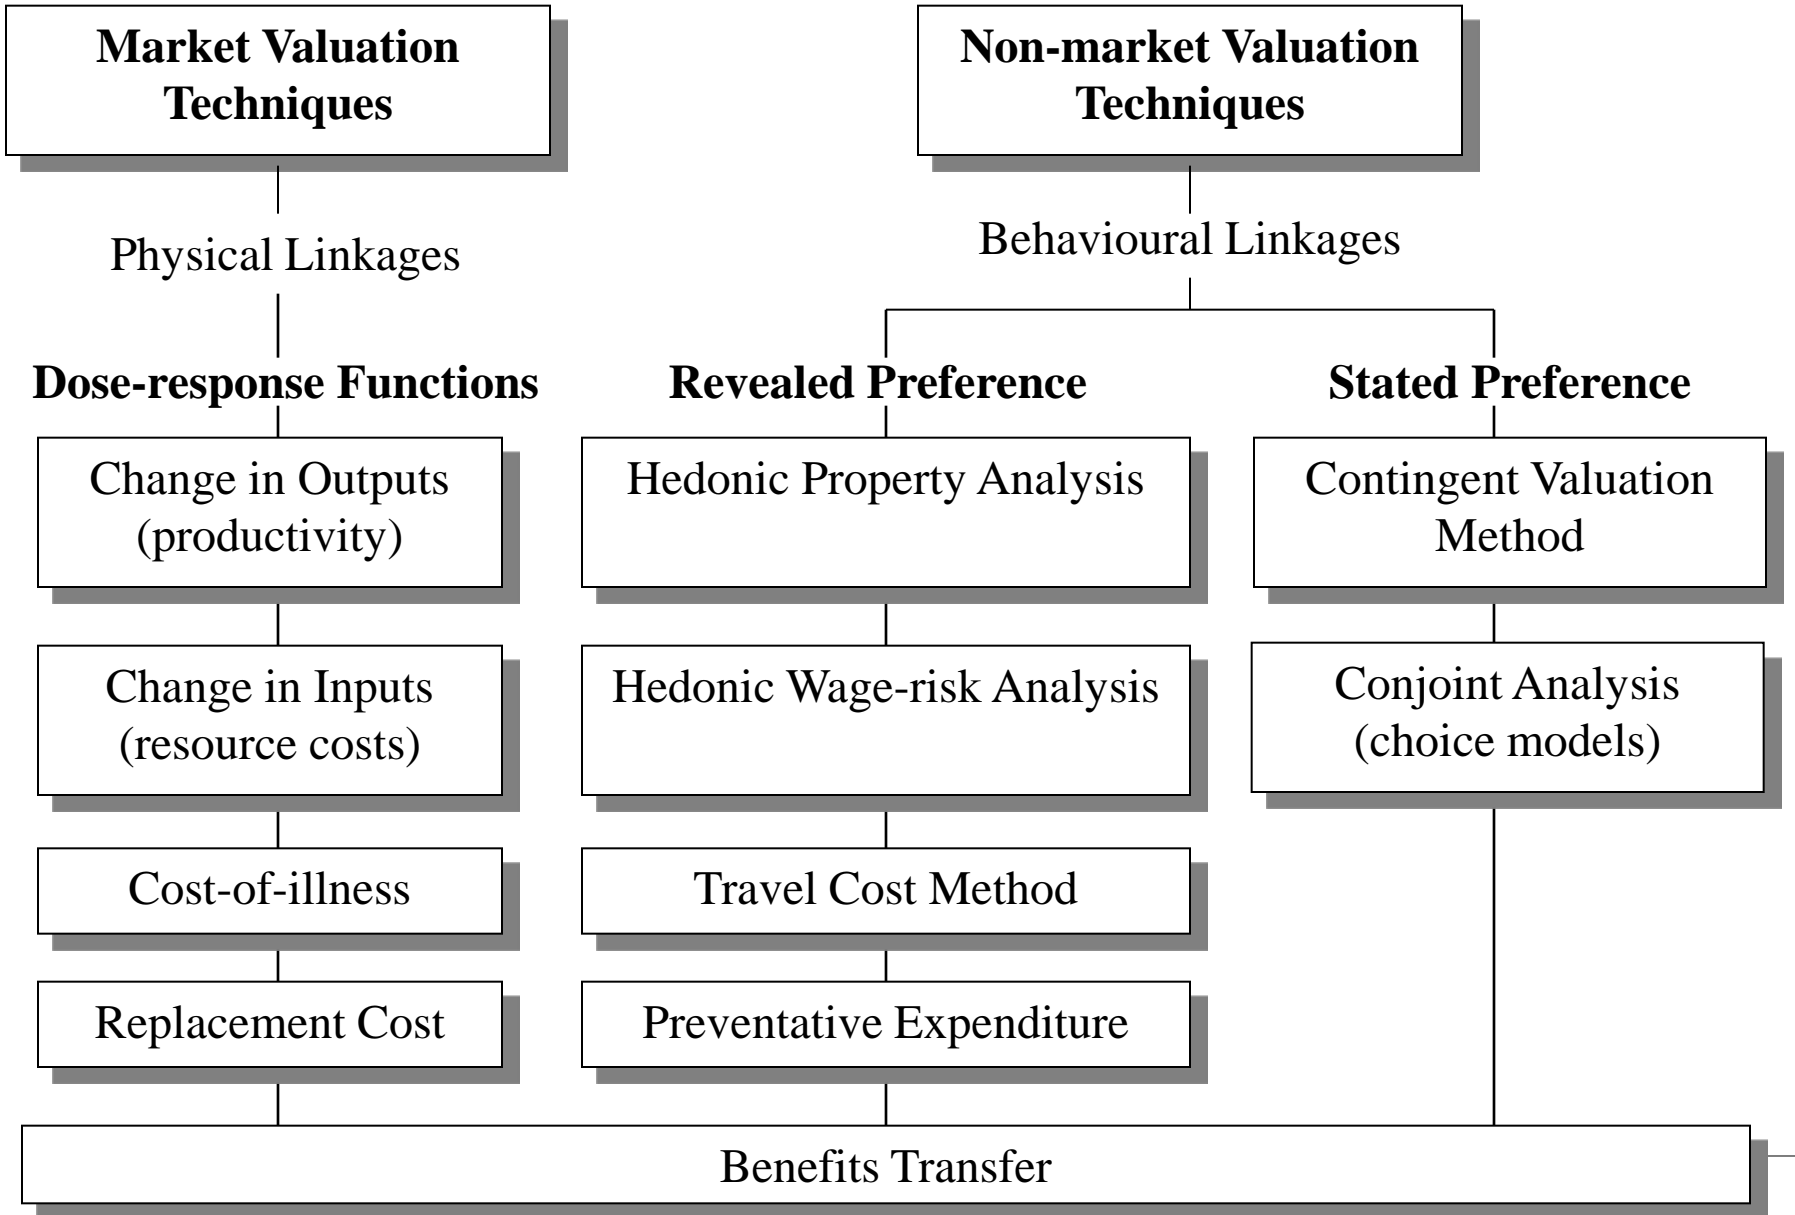 Market Valuation
Techniques
Non-market Valuation
Techniques
Physical Linkages
Behavioural Linkages
Dose-response Functions
Revealed Preference
Stated Preference
Change in Outputs
(productivity)
Hedonic Property Analysis
Contingent Valuation
Method
Change in Inputs
(resource costs)
Hedonic Wage-risk Analysis
Conjoint Analysis
(choice models)
Cost-of-illness
Travel Cost Method
Replacement Cost
Preventative Expenditure
Benefits Transfer